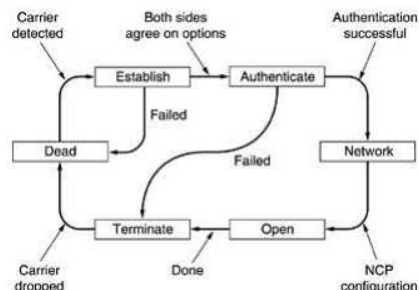 Carrier
detected
Both sides
agree on options
Authentication
successful
Establish
Authenticate
Failed
Dead
Failed
Network
Terminate
Open
Carrier
dropped
Done
NCP
configuration